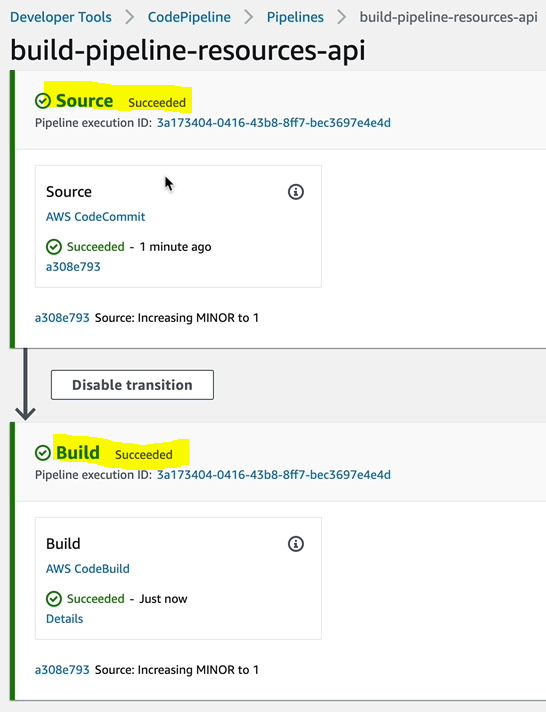 Developer Tools > CodePipeline > Pipelines > build-pipeline-resources-api
build-pipeline-resources-api
Source Succeeded
Pipeline execution ID: 3a173404-0416-43b8-8ff7-bec3697e4e4d
Source
AWS CodeCommit
Succeeded - 1 minute ago
a308e793
a308e793 Source: Increasing MINOR to 1
Disable transition
Build Succeeded
Pipeline execution ID: 3a173404-0416-43b8-8ff7-bec3697e4e4d
Build
AWS CodeBuild
Succeeded - Just now
Details
a308e793 Source: Increasing MINOR to 1